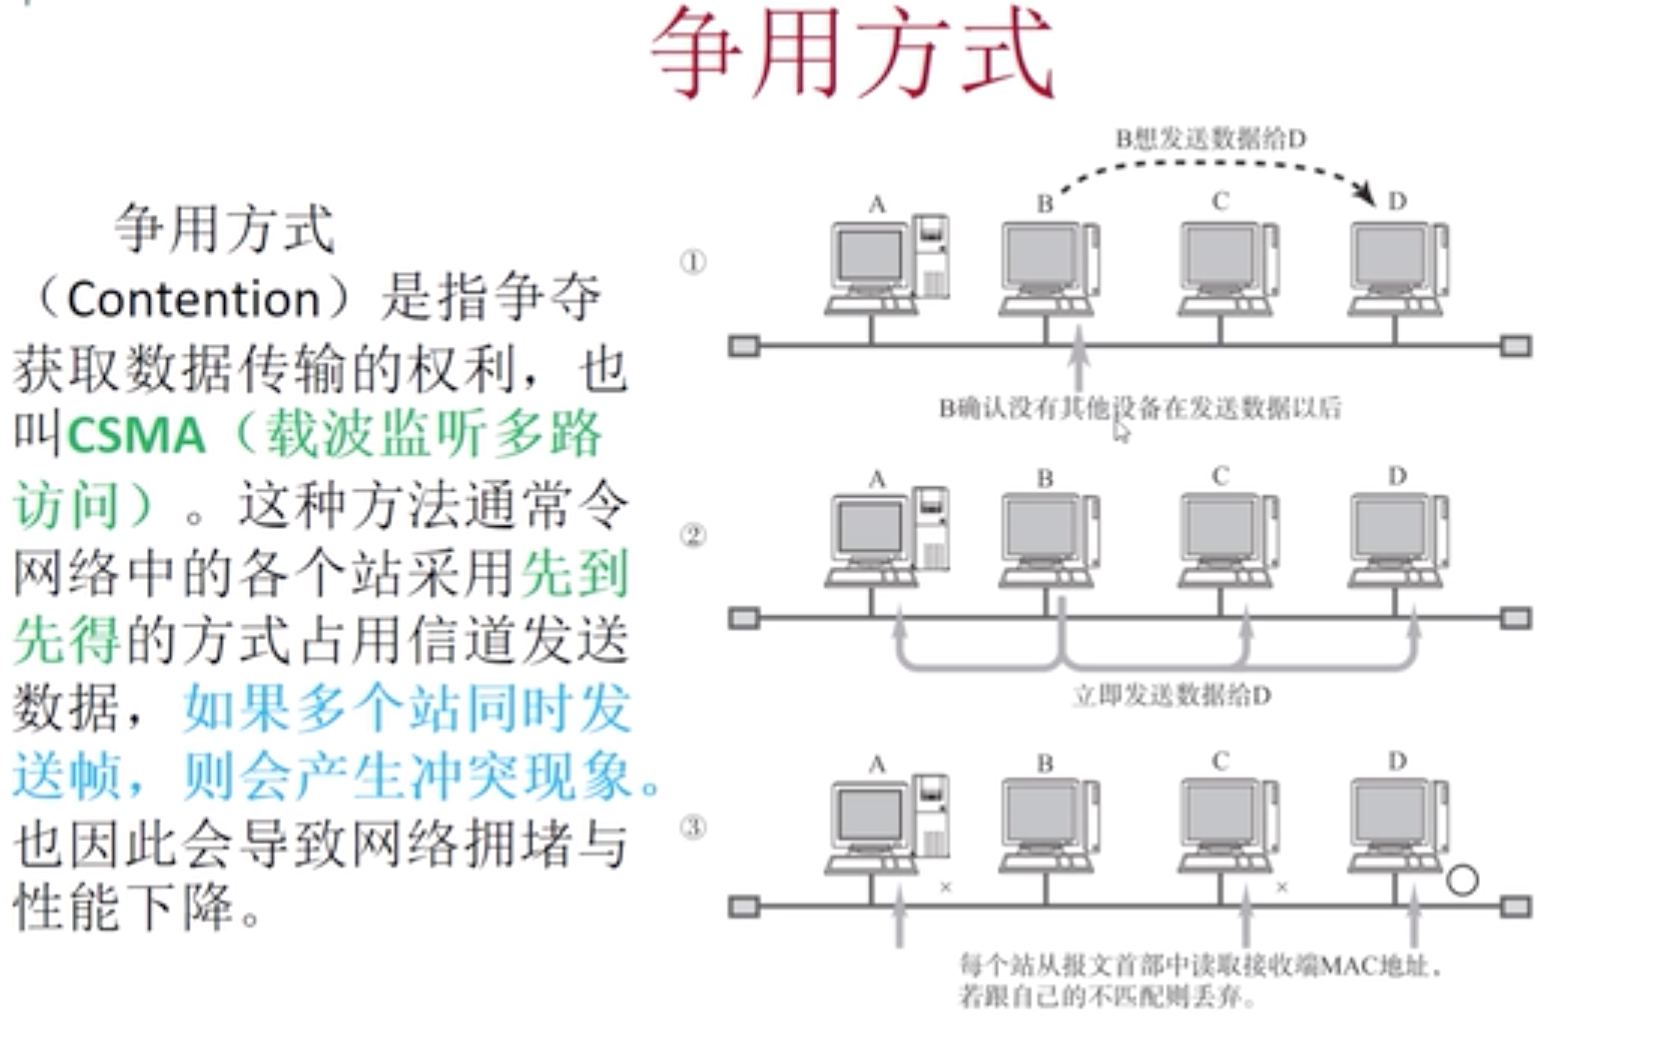 争用方式
争用方式
（Contention）是指争夺
获取数据传输的权利，也
叫CSMA（载波监听多路
访问）。这种方法通常令
网络中的各个站采用先到
先得的方式占用信道发送
数据，如果多个站同时发
送帧，则会产生冲突现象。
也因此会导致网络拥堵与
性能下降。
B想发送数据给D
A B C D
①
B确认没有其他设备在发送数据以后
A B C D
②
立即发送数据给D
A B C D
③
× × ○
每个站从报文首部中读取接收端MAC地址，
若跟自己的不匹配则丢弃。